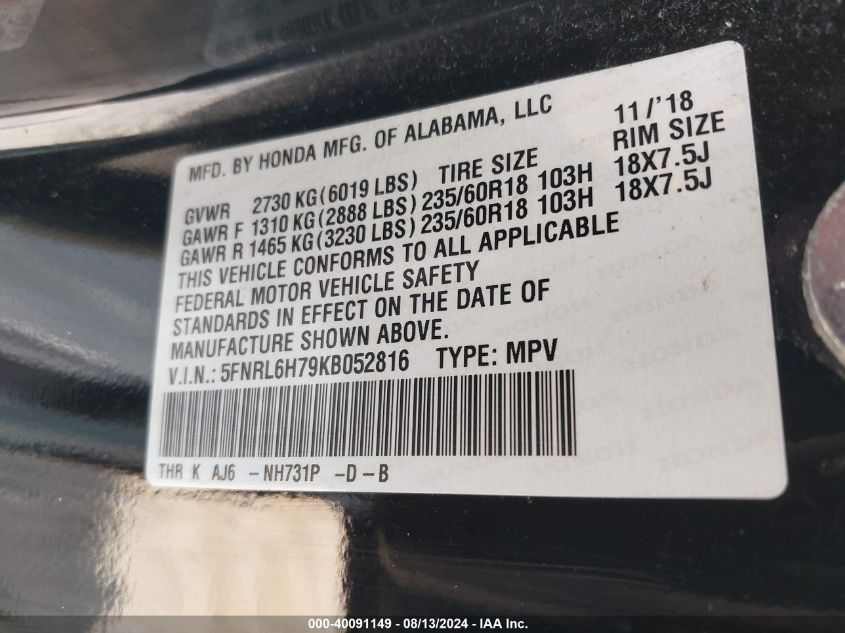 MFD. BY HONDA MFG. OF ALABAMA, LLC 11/'18
TIRE SIZE RIM SIZE
GVWR 2730 KG (6019 LBS)
GAWR F 1310 KG (2888 LBS) 235/60R18 103H 18X7.5J
GAWR R 1465 KG (3230 LBS) 235/60R18 103H 18X7.5J
THIS VEHICLE CONFORMS TO ALL APPLICABLE
FEDERAL MOTOR VEHICLE SAFETY
STANDARDS IN EFFECT ON THE DATE OF
MANUFACTURE SHOWN ABOVE.
V.I.N.: 5FNRL6H79KB052816 TYPE: MPV
THR K AJ6 -NH731P -D-B
000-40091149 - 08/13/2024 - IAAI Inc.